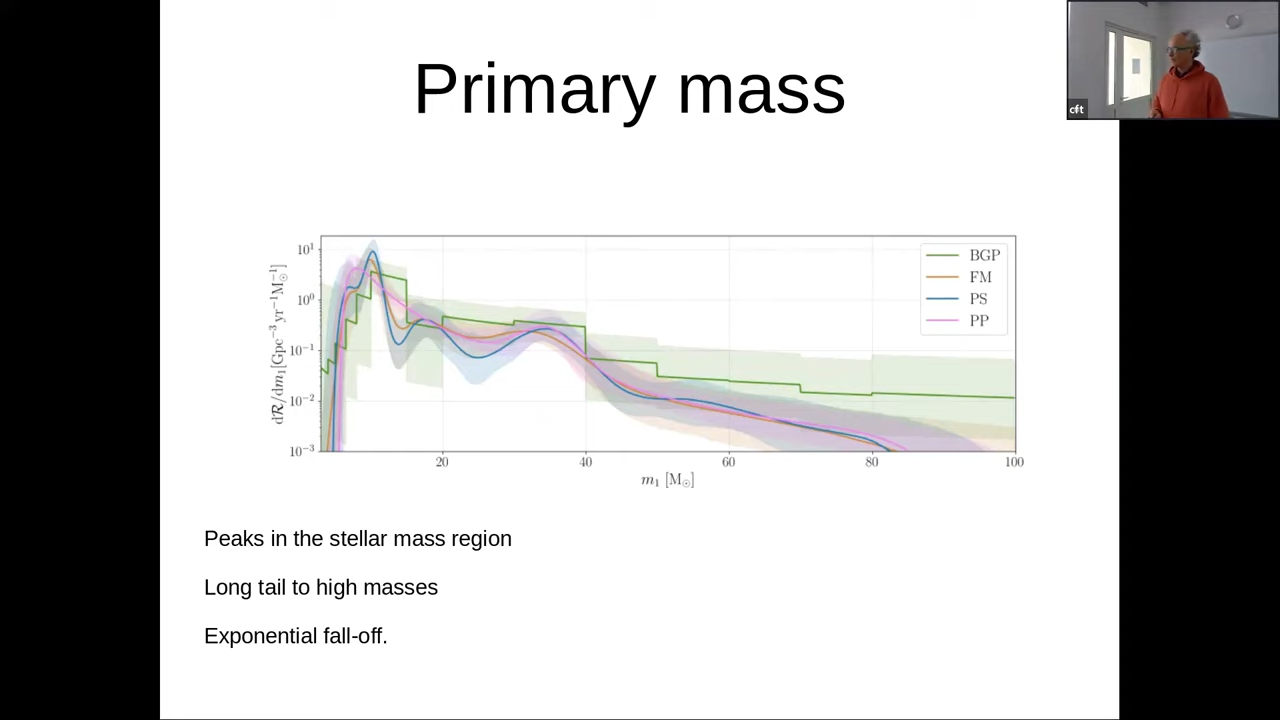 Primary mass
cft
10¹
10⁰
10⁻¹
10⁻²
10⁻³
dR/dm₁[Gpc⁻³ yr⁻¹M⊙⁻¹]
BGP
FM
PS
PP
20 40 60 80 100
m₁ [M⊙]
Peaks in the stellar mass region
Long tail to high masses
Exponential fall-off.